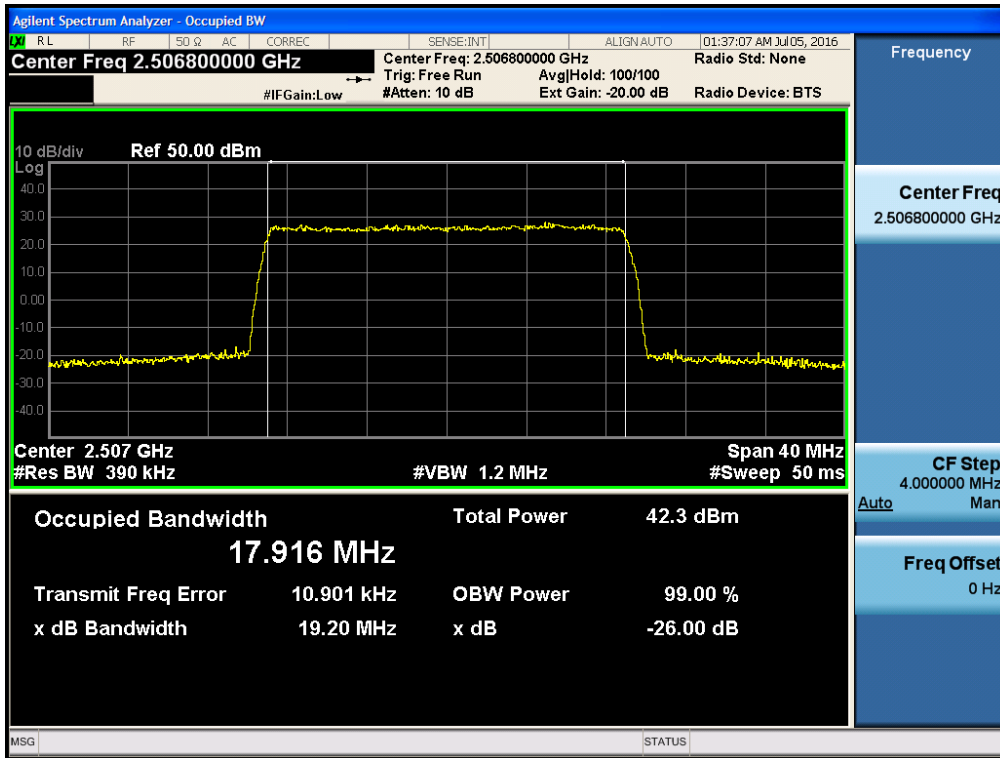 Agilent Spectrum Analyzer - Occupied BW
LXI RL RF 50 Ω AC CORREC SENSE:INT ALIGN AUTO 01:37:07 AM Jul 05, 2016
Center Freq 2.506800000 GHz
Center Freq: 2.506800000 GHz Radio Std: None
Trig: Free Run Avg|Hold: 100/100
#IFGain:Low #Atten: 10 dB Ext Gain: -20.00 dB Radio Device: BTS
10 dB/div Ref 50.00 dBm
Log
40.0
30.0
20.0
10.0
0.00
-10.0
-20.0
-30.0
-40.0
Center 2.507 GHz Span 40 MHz
#Res BW 390 kHz #VBW 1.2 MHz #Sweep 50 ms
Occupied Bandwidth Total Power 42.3 dBm
17.916 MHz
Transmit Freq Error 10.901 kHz OBW Power 99.00 %
x dB Bandwidth 19.20 MHz x dB -26.00 dB
MSG STATUS
Frequency
Center Freq
2.506800000 GHz
CF Step
4.000000 MHz
Auto Man
Freq Offset
0 Hz